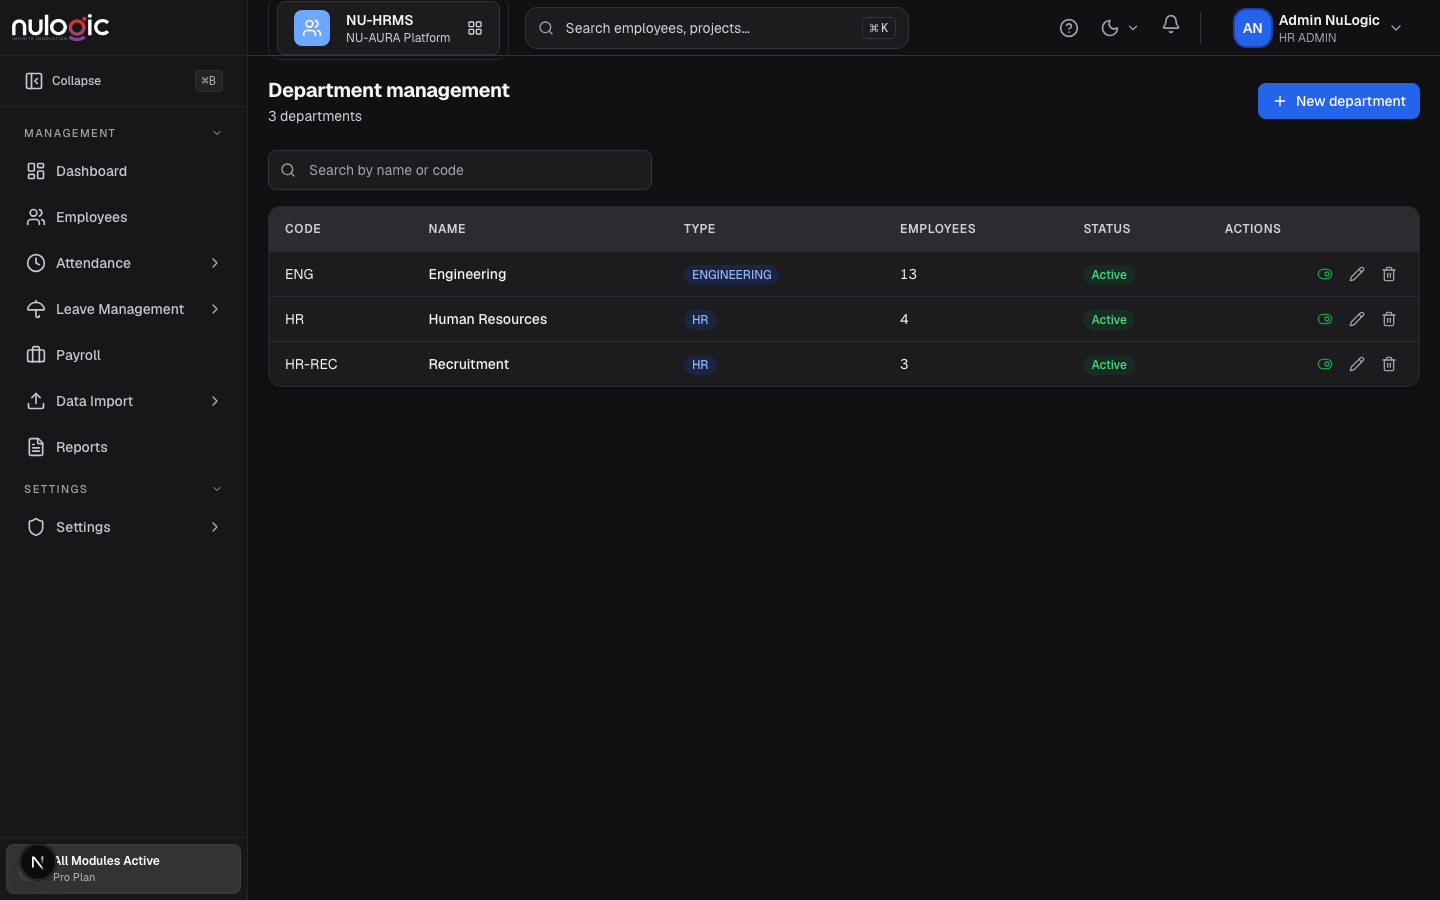 nulogic
NU-HRMS
NU-AURA Platform
Search employees, projects...
⌘K
AN
Admin NuLogic
HR ADMIN
Collapse
⌘B
MANAGEMENT
Dashboard
Employees
Attendance
Leave Management
Payroll
Data Import
Reports
SETTINGS
Settings
N
All Modules Active
Pro Plan
Department management
3 departments
New department
Search by name or code
CODE NAME TYPE EMPLOYEES STATUS ACTIONS
ENG Engineering ENGINEERING 13 Active
HR Human Resources HR 4 Active
HR-REC Recruitment HR 3 Active